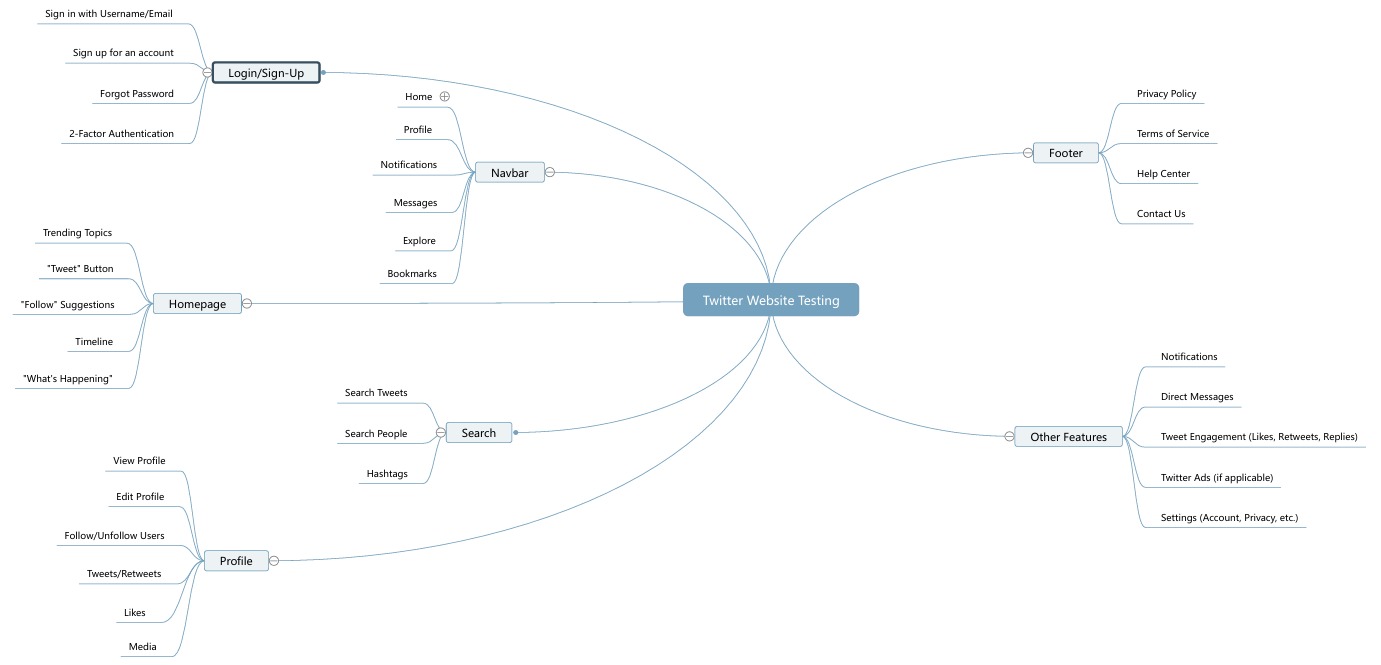 Twitter Website Testing
Login/Sign-Up
Sign in with Username/Email
Sign up for an account
Forgot Password
2-Factor Authentication
Navbar
Home
Profile
Notifications
Messages
Explore
Bookmarks
Homepage
Trending Topics
"Tweet" Button
"Follow" Suggestions
Timeline
"What's Happening"
Search
Search Tweets
Search People
Hashtags
Profile
View Profile
Edit Profile
Follow/Unfollow Users
Tweets/Retweets
Likes
Media
Footer
Privacy Policy
Terms of Service
Help Center
Contact Us
Other Features
Notifications
Direct Messages
Tweet Engagement (Likes, Retweets, Replies)
Twitter Ads (if applicable)
Settings (Account, Privacy, etc.)